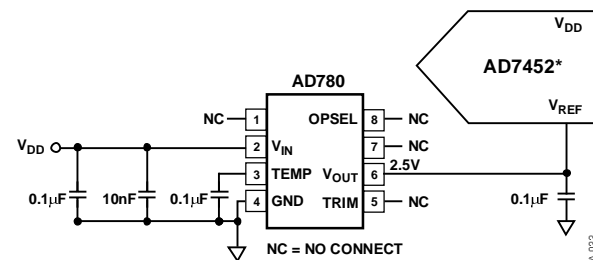 V_DD
AD7452*
V_REF
AD780
NC 1 OPSEL 8 NC
V_DD 2 V_IN 7 NC
3 TEMP V_OUT 6 2.5V
0.1µF 10nF 0.1µF 4 GND TRIM 5 NC 0.1µF
NC = NO CONNECT